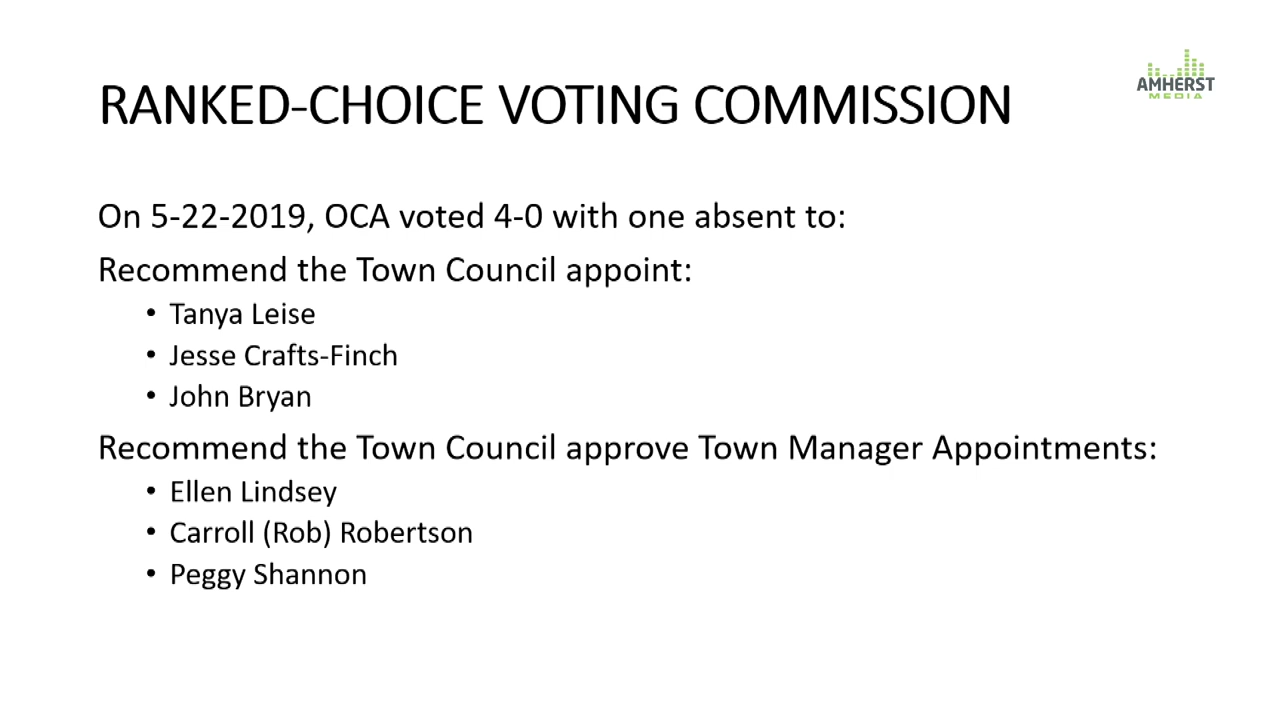 RANKED-CHOICE VOTING COMMISSION
AMHERST
MEDIA
On 5-22-2019, OCA voted 4-0 with one absent to:
Recommend the Town Council appoint:
• Tanya Leise
• Jesse Crafts-Finch
• John Bryan
Recommend the Town Council approve Town Manager Appointments:
• Ellen Lindsey
• Carroll (Rob) Robertson
• Peggy Shannon